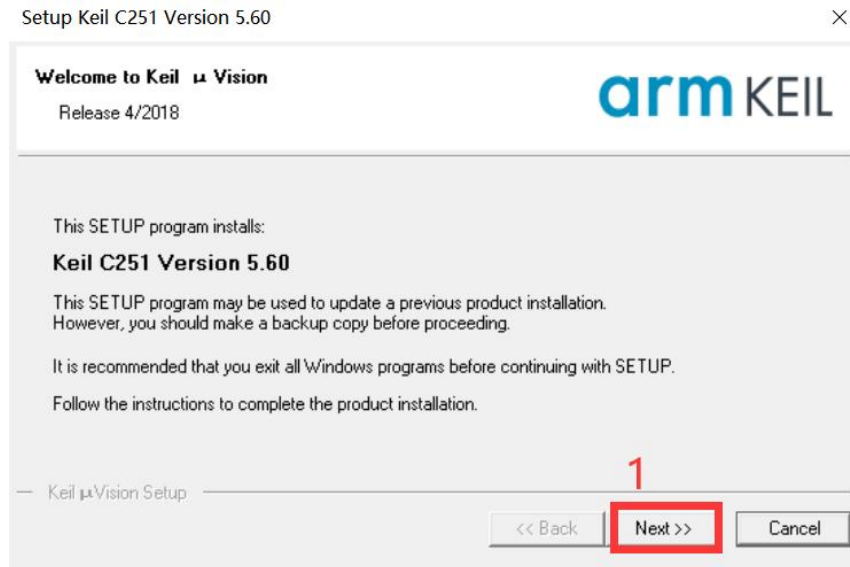 Setup Keil C251 Version 5.60
Welcome to Keil μ Vision
Release 4/2018
arm KEIL
This SETUP program installs:
Keil C251 Version 5.60
This SETUP program may be used to update a previous product installation.
However, you should make a backup copy before proceeding.
It is recommended that you exit all Windows programs before continuing with SETUP.
Follow the instructions to complete the product installation.
1
Keil μVision Setup
<< Back Next >> Cancel